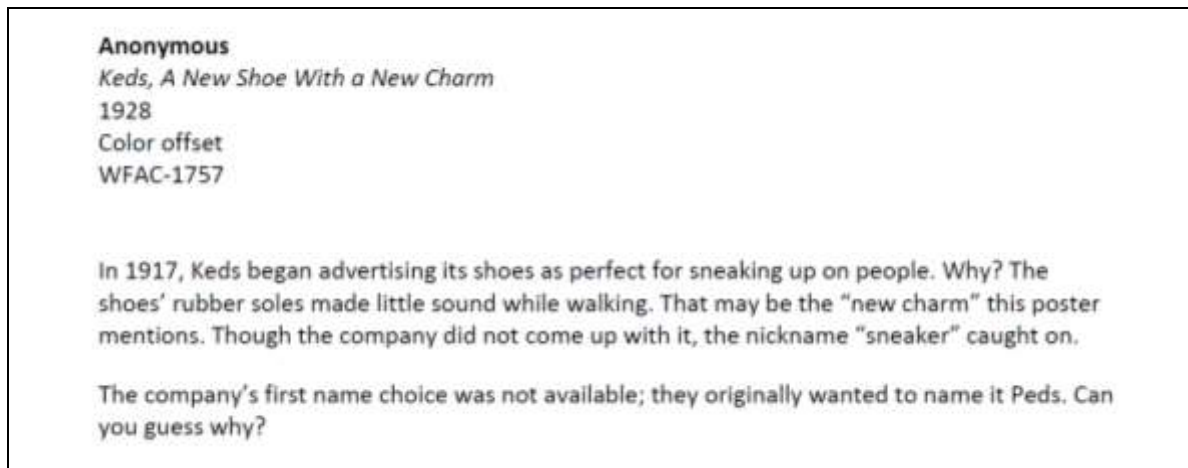 Anonymous
Keds, A New Shoe With a New Charm
1928
Color offset
WFAC-1757
In 1917, Keds began advertising its shoes as perfect for sneaking up on people. Why? The
shoes’ rubber soles made little sound while walking. That may be the “new charm” this poster
mentions. Though the company did not come up with it, the nickname “sneaker” caught on.
The company’s first name choice was not available; they originally wanted to name it Peds. Can
you guess why?